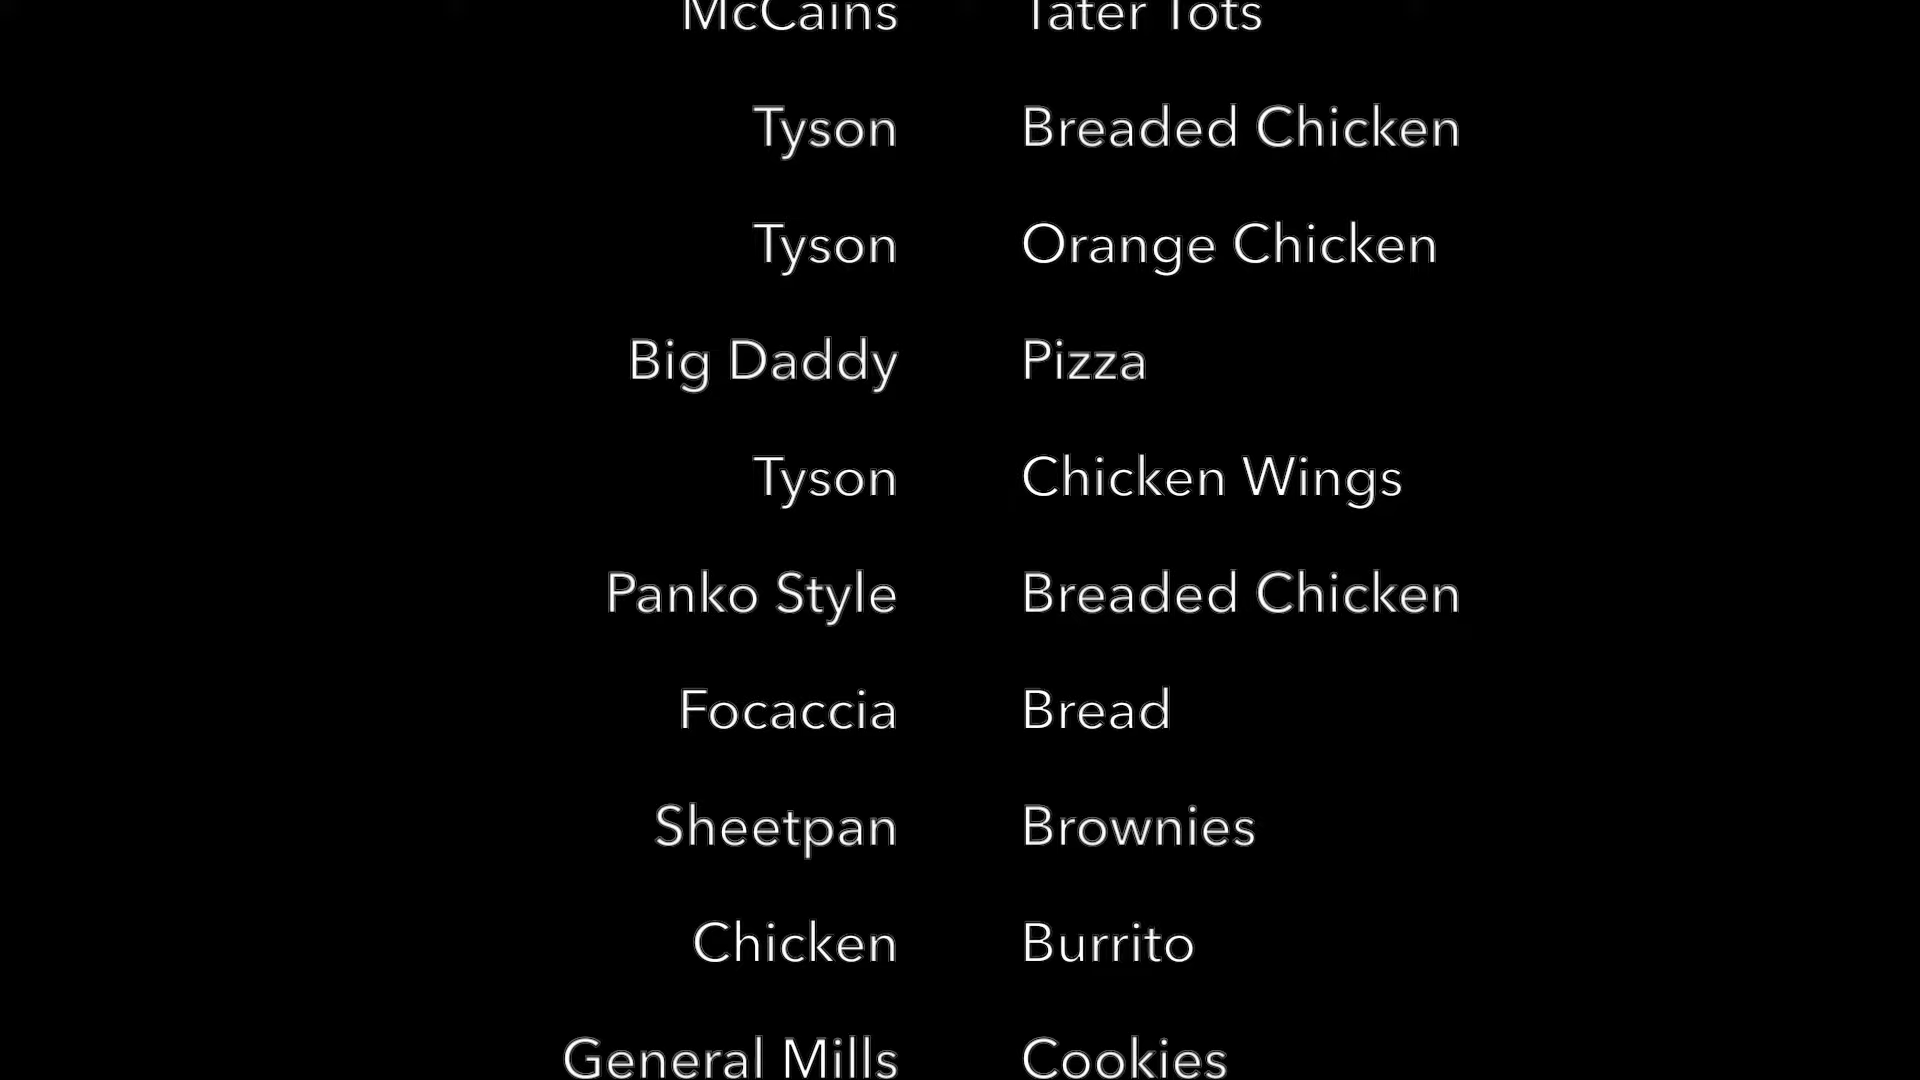 McCains Tater Tots
Tyson Breaded Chicken
Tyson Orange Chicken
Big Daddy Pizza
Tyson Chicken Wings
Panko Style Breaded Chicken
Focaccia Bread
Sheetpan Brownies
Chicken Burrito
General Mills Cookies